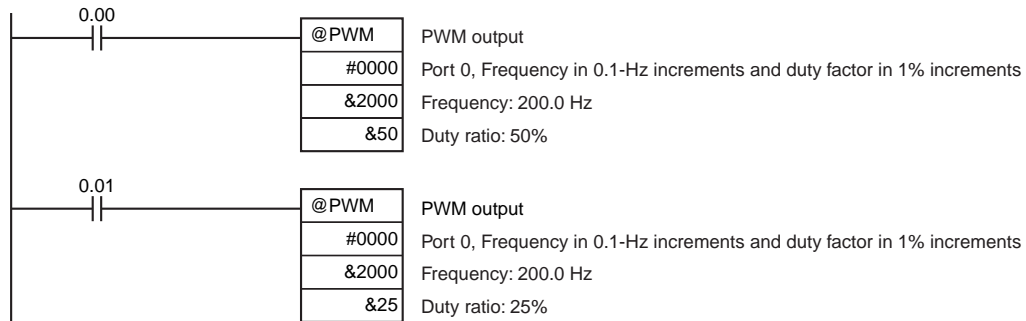 0.00
@PWM PWM output
#0000 Port 0, Frequency in 0.1-Hz increments and duty factor in 1% increments
&2000 Frequency: 200.0 Hz
&50 Duty ratio: 50%
0.01
@PWM PWM output
#0000 Port 0, Frequency in 0.1-Hz increments and duty factor in 1% increments
&2000 Frequency: 200.0 Hz
&25 Duty ratio: 25%